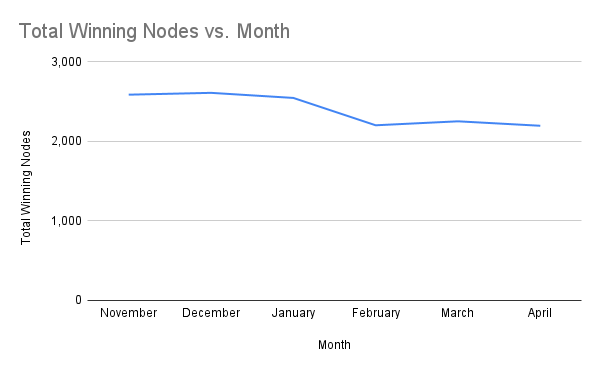 Total Winning Nodes vs. Month
3,000
2,000
1,000
0
Total Winning Nodes
November December January February March April
Month